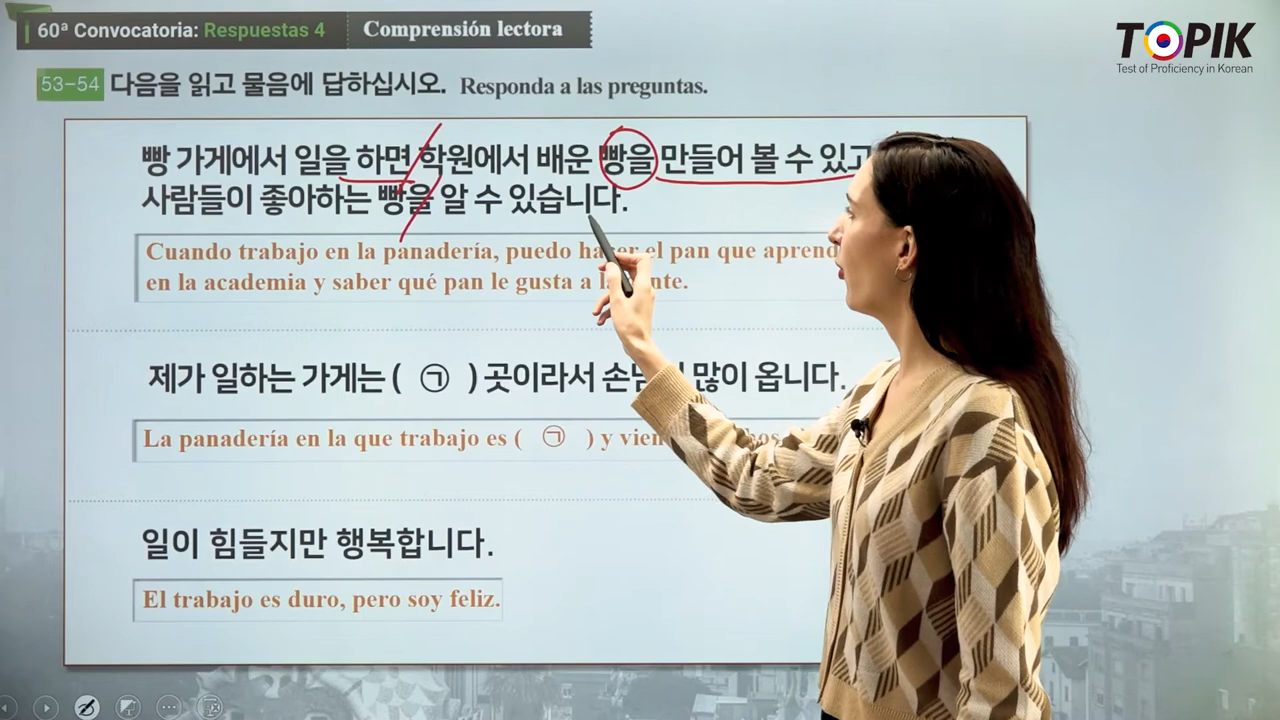 60ª Convocatoria: Respuestas 4 Comprensión lectora
TOPIK
Test of Proficiency in Korean
53-54 다음을 읽고 물음에 답하십시오. Responda a las preguntas.
빵 가게에서 일을 하면 학원에서 배운 빵을 만들어 볼 수 있고
사람들이 좋아하는 빵을 알 수 있습니다.
Cuando trabajo en la panadería, puedo hacer el pan que
en la academia y saber qué pan le gusta a la gente.
제가 일하는 가게는 ( ㉠ ) 곳이라서 많이 옵니다.
La panadería en la que trabajo es ( ㉠ ) y
일이 힘들지만 행복합니다.
El trabajo es duro, pero soy feliz.